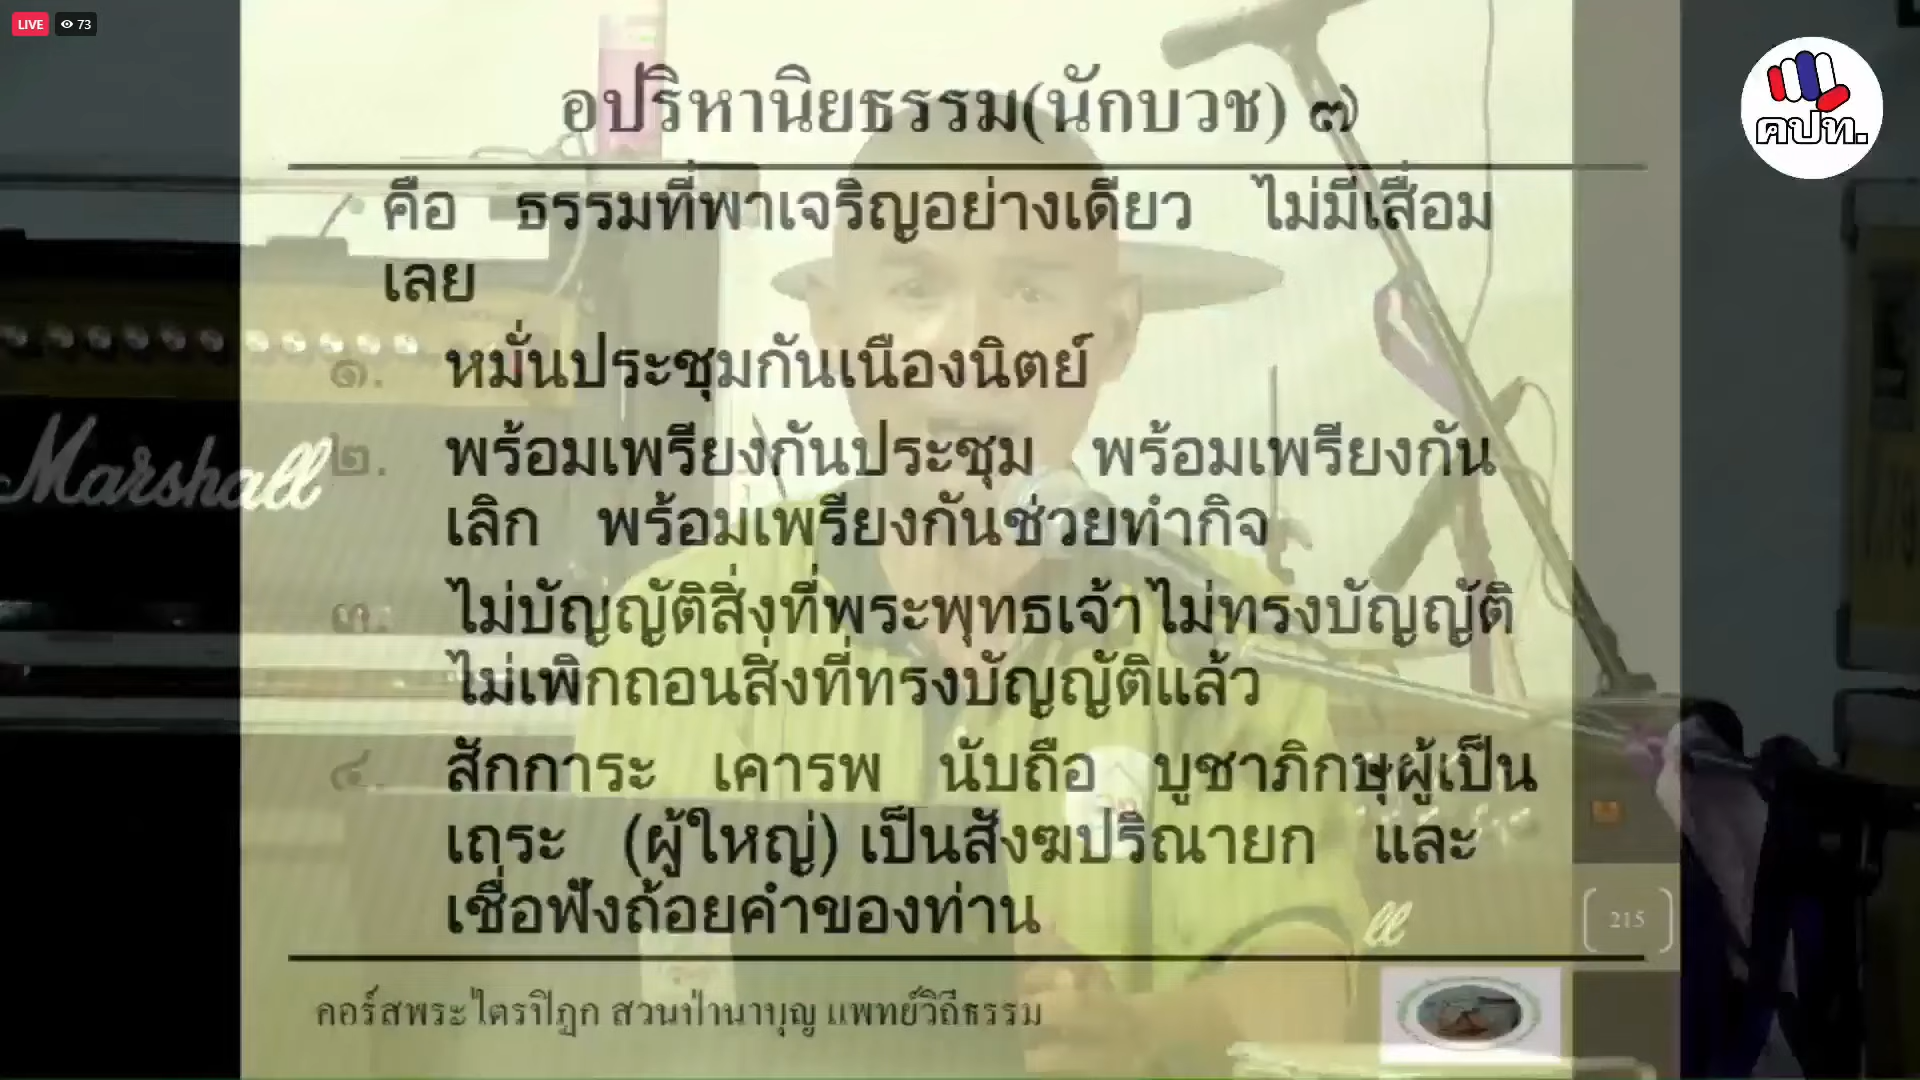 LIVE 73
คปท.
อปริหานิยธรรม(นักบวช) ๗
คือ ธรรมที่พาเจริญอย่างเดียว ไม่มีเสื่อม
เลย
๑. หมั่นประชุมกันเนืองนิตย์
๒. พร้อมเพรียงกันประชุม พร้อมเพรียงกัน
เลิก พร้อมเพรียงกันช่วยทำกิจ
๓. ไม่บัญญัติสิ่งที่พระพุทธเจ้าไม่ทรงบัญญัติ
ไม่เพิกถอนสิ่งที่ทรงบัญญัติแล้ว
๔. สักการะ เคารพ นับถือ บูชาภิกษุผู้เป็น
เถระ (ผู้ใหญ่) เป็นสังฆปริณายก และ
เชื่อฟังถ้อยคำของท่าน
Marshall
215
คอร์สพระไตรปิฎก สวนป่านาบุญ แพทย์วิถีธรรม